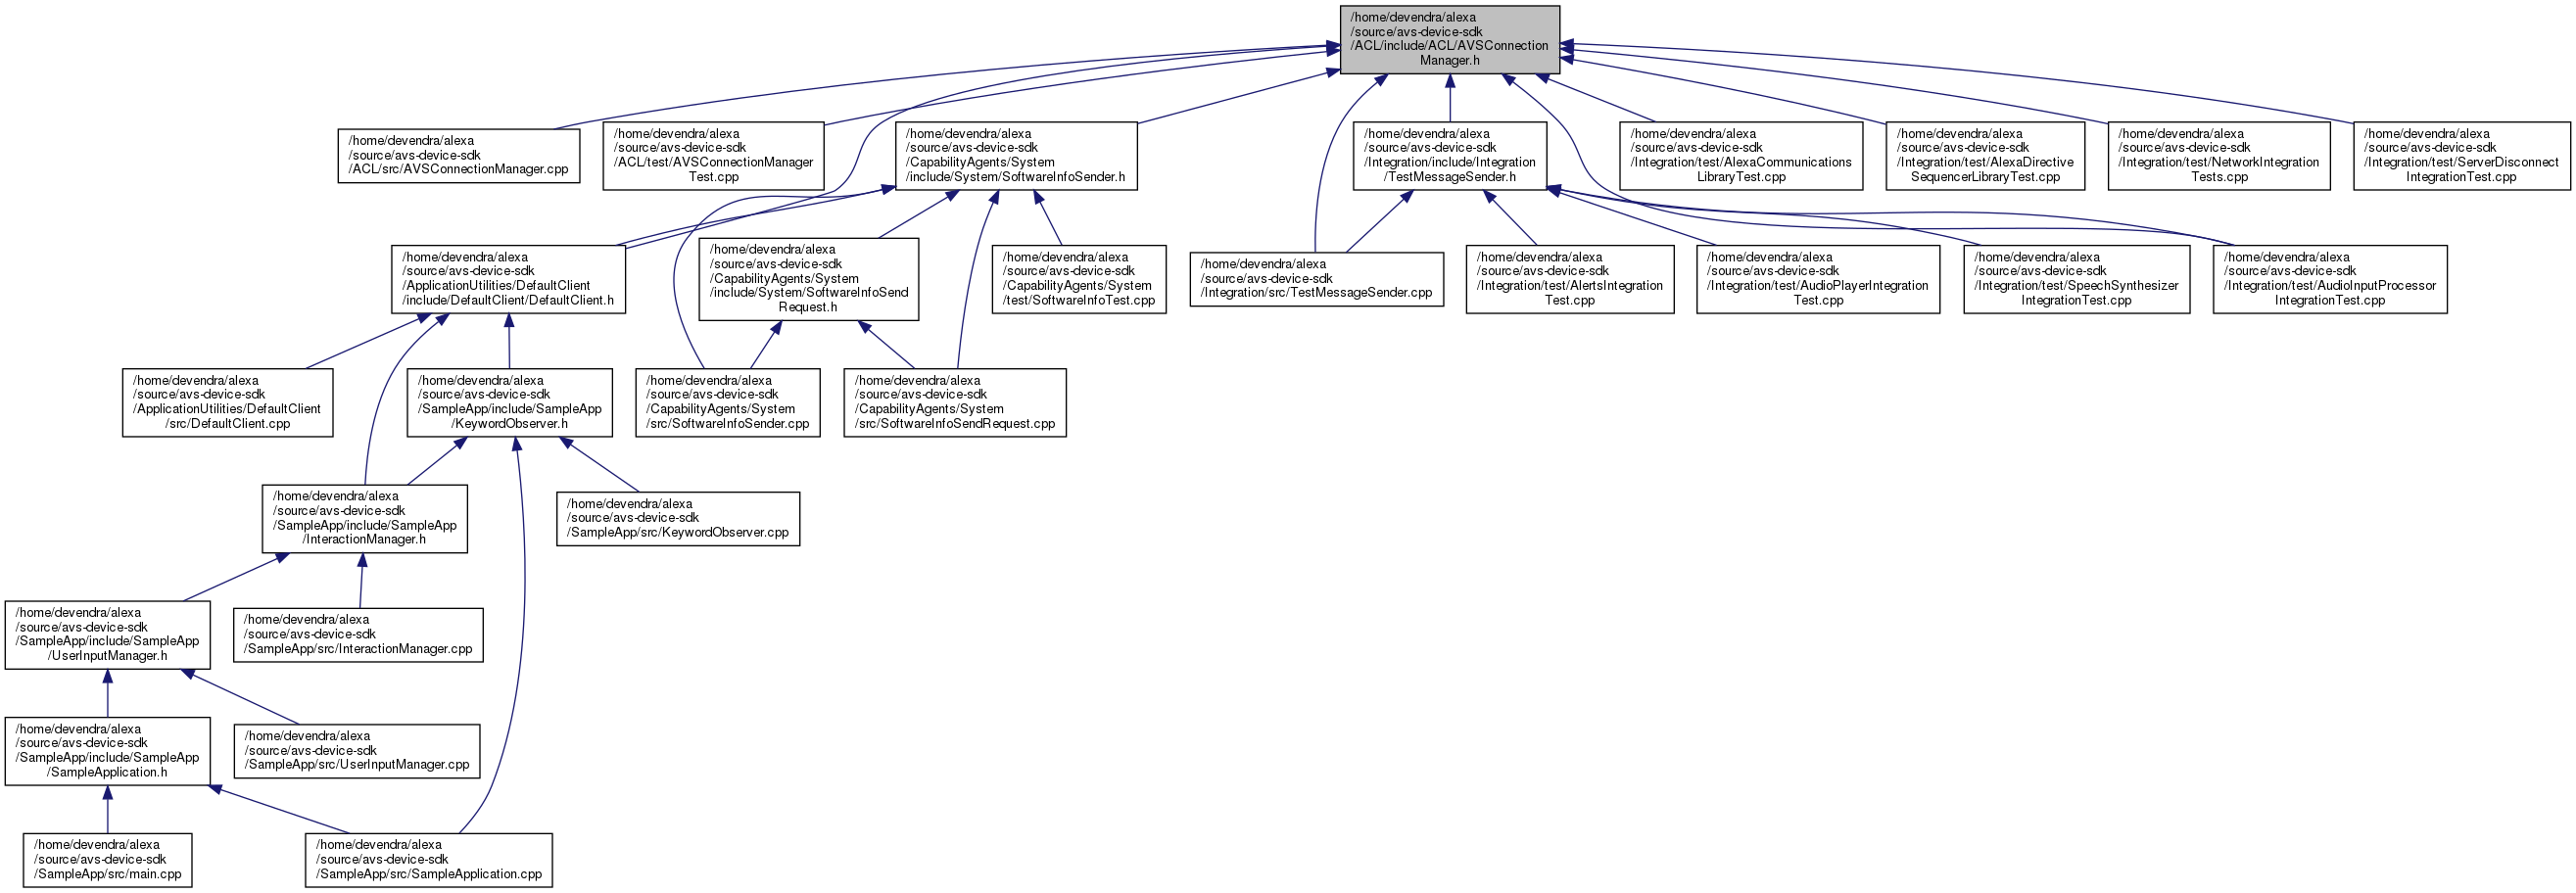 /home/devendra/alexa
/source/avs-device-sdk
/ACL/include/ACL/AVSConnection
Manager.h
/home/devendra/alexa
/source/avs-device-sdk
/ACL/src/AVSConnectionManager.cpp
/home/devendra/alexa
/source/avs-device-sdk
/ACL/test/AVSConnectionManager
Test.cpp
/home/devendra/alexa
/source/avs-device-sdk
/CapabilityAgents/System
/include/System/SoftwareInfoSender.h
/home/devendra/alexa
/source/avs-device-sdk
/Integration/include/Integration
/TestMessageSender.h
/home/devendra/alexa
/source/avs-device-sdk
/Integration/test/AlexaCommunications
LibraryTest.cpp
/home/devendra/alexa
/source/avs-device-sdk
/Integration/test/AlexaDirective
SequencerLibraryTest.cpp
/home/devendra/alexa
/source/avs-device-sdk
/Integration/test/NetworkIntegration
Tests.cpp
/home/devendra/alexa
/source/avs-device-sdk
/Integration/test/ServerDisconnect
IntegrationTest.cpp
/home/devendra/alexa
/source/avs-device-sdk
/ApplicationUtilities/DefaultClient
/include/DefaultClient/DefaultClient.h
/home/devendra/alexa
/source/avs-device-sdk
/CapabilityAgents/System
/include/System/SoftwareInfoSend
Request.h
/home/devendra/alexa
/source/avs-device-sdk
/CapabilityAgents/System
/test/SoftwareInfoTest.cpp
/home/devendra/alexa
/source/avs-device-sdk
/Integration/src/TestMessageSender.cpp
/home/devendra/alexa
/source/avs-device-sdk
/Integration/test/AlertsIntegration
Test.cpp
/home/devendra/alexa
/source/avs-device-sdk
/Integration/test/AudioPlayerIntegration
Test.cpp
/home/devendra/alexa
/source/avs-device-sdk
/Integration/test/SpeechSynthesizer
IntegrationTest.cpp
/home/devendra/alexa
/source/avs-device-sdk
/Integration/test/AudioInputProcessor
IntegrationTest.cpp
/home/devendra/alexa
/source/avs-device-sdk
/ApplicationUtilities/DefaultClient
/src/DefaultClient.cpp
/home/devendra/alexa
/source/avs-device-sdk
/SampleApp/include/SampleApp
/KeywordObserver.h
/home/devendra/alexa
/source/avs-device-sdk
/CapabilityAgents/System
/src/SoftwareInfoSender.cpp
/home/devendra/alexa
/source/avs-device-sdk
/CapabilityAgents/System
/src/SoftwareInfoSendRequest.cpp
/home/devendra/alexa
/source/avs-device-sdk
/SampleApp/include/SampleApp
/InteractionManager.h
/home/devendra/alexa
/source/avs-device-sdk
/SampleApp/src/KeywordObserver.cpp
/home/devendra/alexa
/source/avs-device-sdk
/SampleApp/include/SampleApp
/UserInputManager.h
/home/devendra/alexa
/source/avs-device-sdk
/SampleApp/src/InteractionManager.cpp
/home/devendra/alexa
/source/avs-device-sdk
/SampleApp/include/SampleApp
/SampleApplication.h
/home/devendra/alexa
/source/avs-device-sdk
/SampleApp/src/UserInputManager.cpp
/home/devendra/alexa
/source/avs-device-sdk
/SampleApp/src/main.cpp
/home/devendra/alexa
/source/avs-device-sdk
/SampleApp/src/SampleApplication.cpp